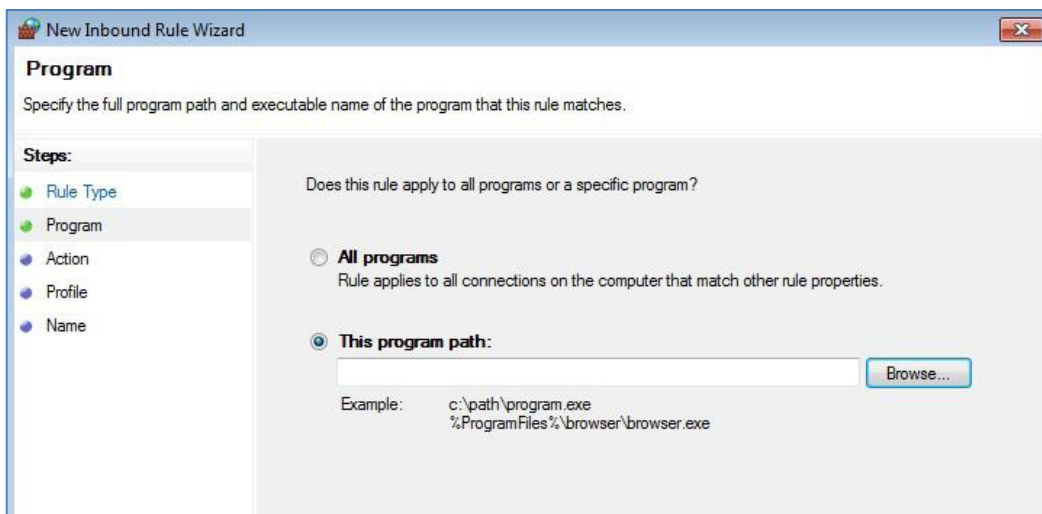 New Inbound Rule Wizard
Program
Specify the full program path and executable name of the program that this rule matches.
Steps:
Rule Type
Program
Action
Profile
Name
Does this rule apply to all programs or a specific program?
All programs
Rule applies to all connections on the computer that match other rule properties.
This program path:
Browse...
Example: c:\path\program.exe
%ProgramFiles%\browser\browser.exe